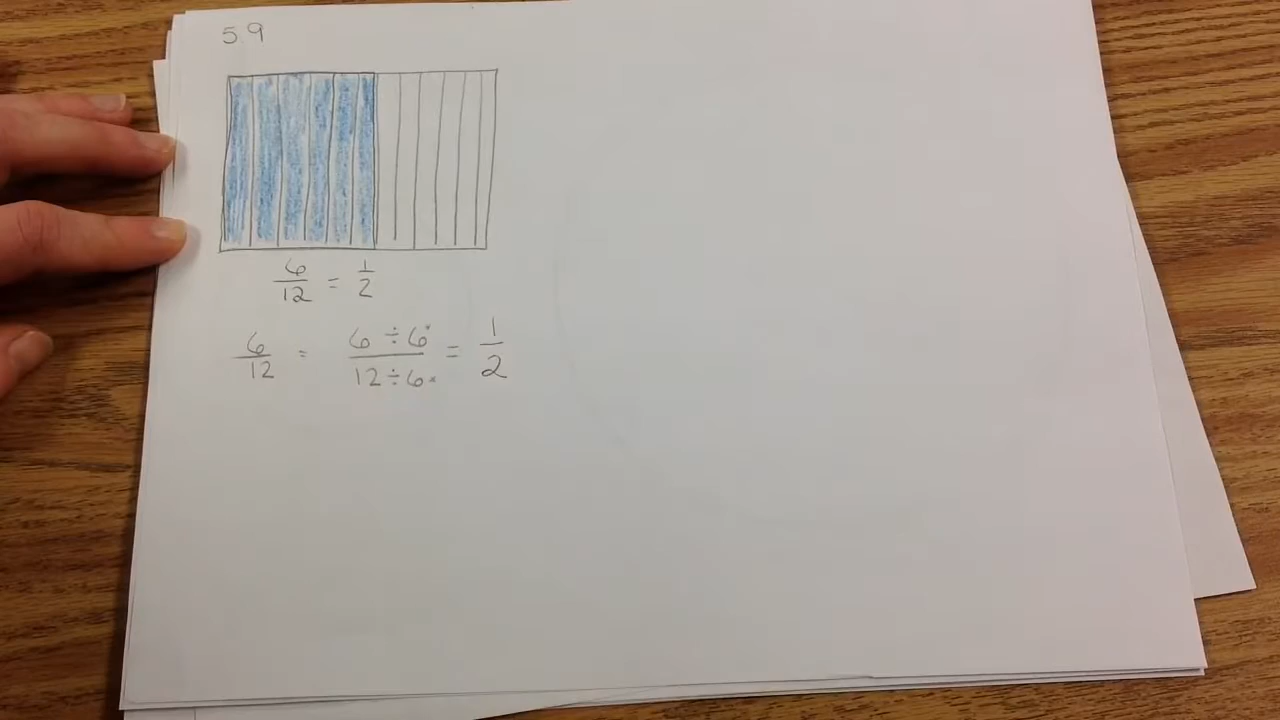 5.9
6/12 = 1/2
6/12 = 6 ÷ 6/12 ÷ 6 = 1/2